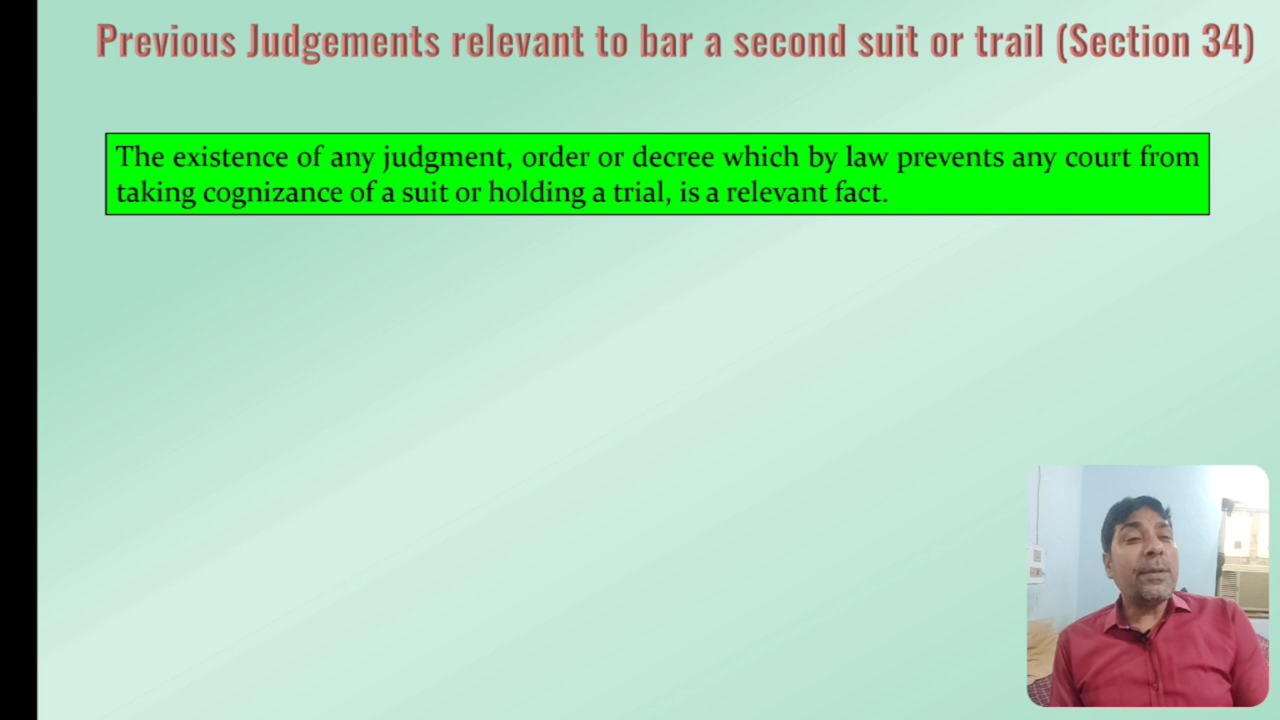 Previous Judgements relevant to bar a second suit or trail (Section 34)
The existence of any judgment, order or decree which by law prevents any court from
taking cognizance of a suit or holding a trial, is a relevant fact.